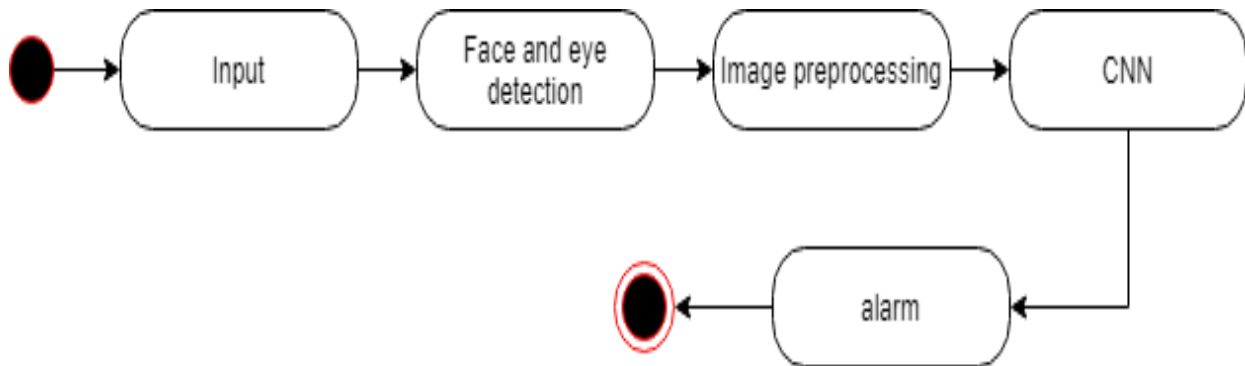 Input
Face and eye
detection
Image preprocessing
CNN
alarm